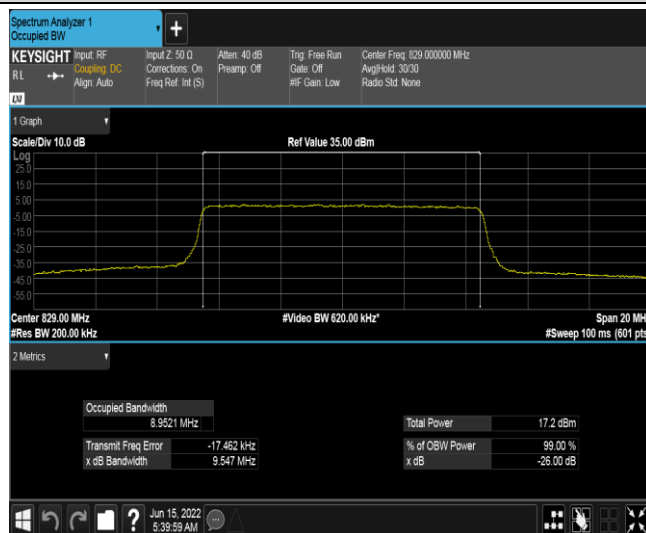 Spectrum Analyzer 1
Occupied BW
+
KEYSIGHT Input: RF Input Z: 50 Ω Atten: 40 dB Trig: Free Run Center Freq: 829.000000 MHz
R L Coupling: DC Corrections: On Preamp: Off Gate: Off Avg|Hold: 30/30
Align: Auto Freq Ref: Int (S) #IF Gain: Low Radio Std: None
LXI
1 Graph
Scale/Div 10.0 dB Ref Value 35.00 dBm
Log
25.0
15.0
5.00
-5.00
-15.0
-25.0
-35.0
-45.0
-55.0
Center 829.00 MHz #Video BW 620.00 kHz* Span 20 MH
#Res BW 200.00 kHz #Sweep 100 ms (601 pts
2 Metrics
Occupied Bandwidth
8.9521 MHz Total Power 17.2 dBm
Transmit Freq Error -17.462 kHz % of OBW Power 99.00 %
x dB Bandwidth 9.547 MHz x dB -26.00 dB
? Jun 15, 2022
5:39:59 AM